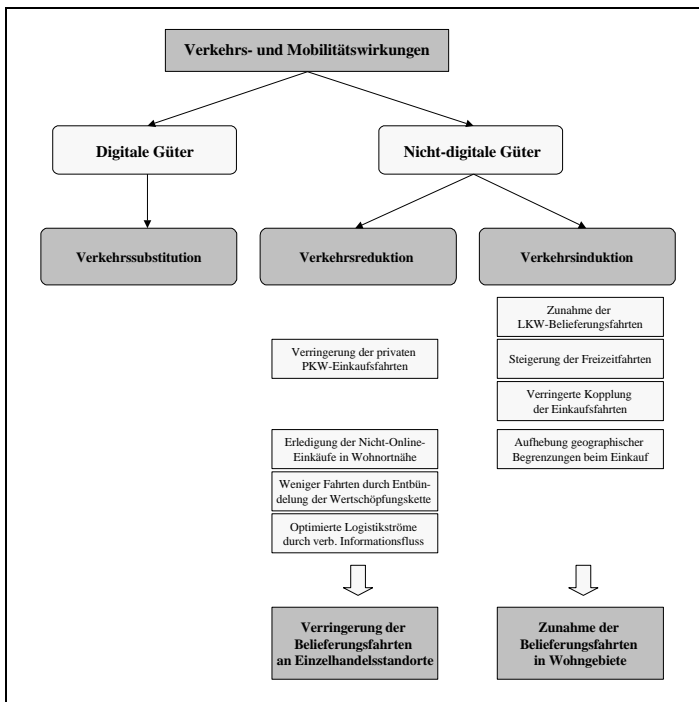 Verkehrs- und Mobilitätswirkungen
Digitale Güter
Nicht-digitale Güter
Verkehrssubstitution
Verkehrsreduktion
Verkehrsinduktion
Zunahme der
LKW-Belieferungsfahrten
Verringerung der privaten
PKW-Einkaufsfahrten
Steigerung der Freizeitfahrten
Verringerte Kopplung
der Einkaufsfahrten
Erledigung der Nicht-Online-
Einkäufe in Wohnortnähe
Aufhebung geographischer
Begrenzungen beim Einkauf
Weniger Fahrten durch Entbün-
delung der Wertschöpfungskette
Optimierte Logistikströme
durch verb. Informationsfluss
Verringerung der
Belieferungsfahrten
an Einzelhandelsstandorte
Zunahme der
Belieferungsfahrten
in Wohngebiete